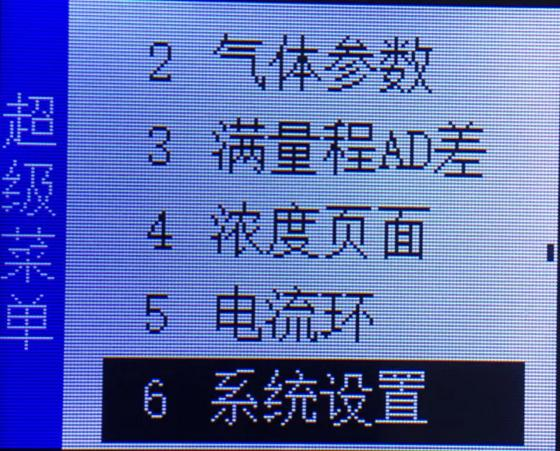 超级菜单
2 气体参数
3 满量程AD差
4 浓度页面
5 电流环
6 系统设置